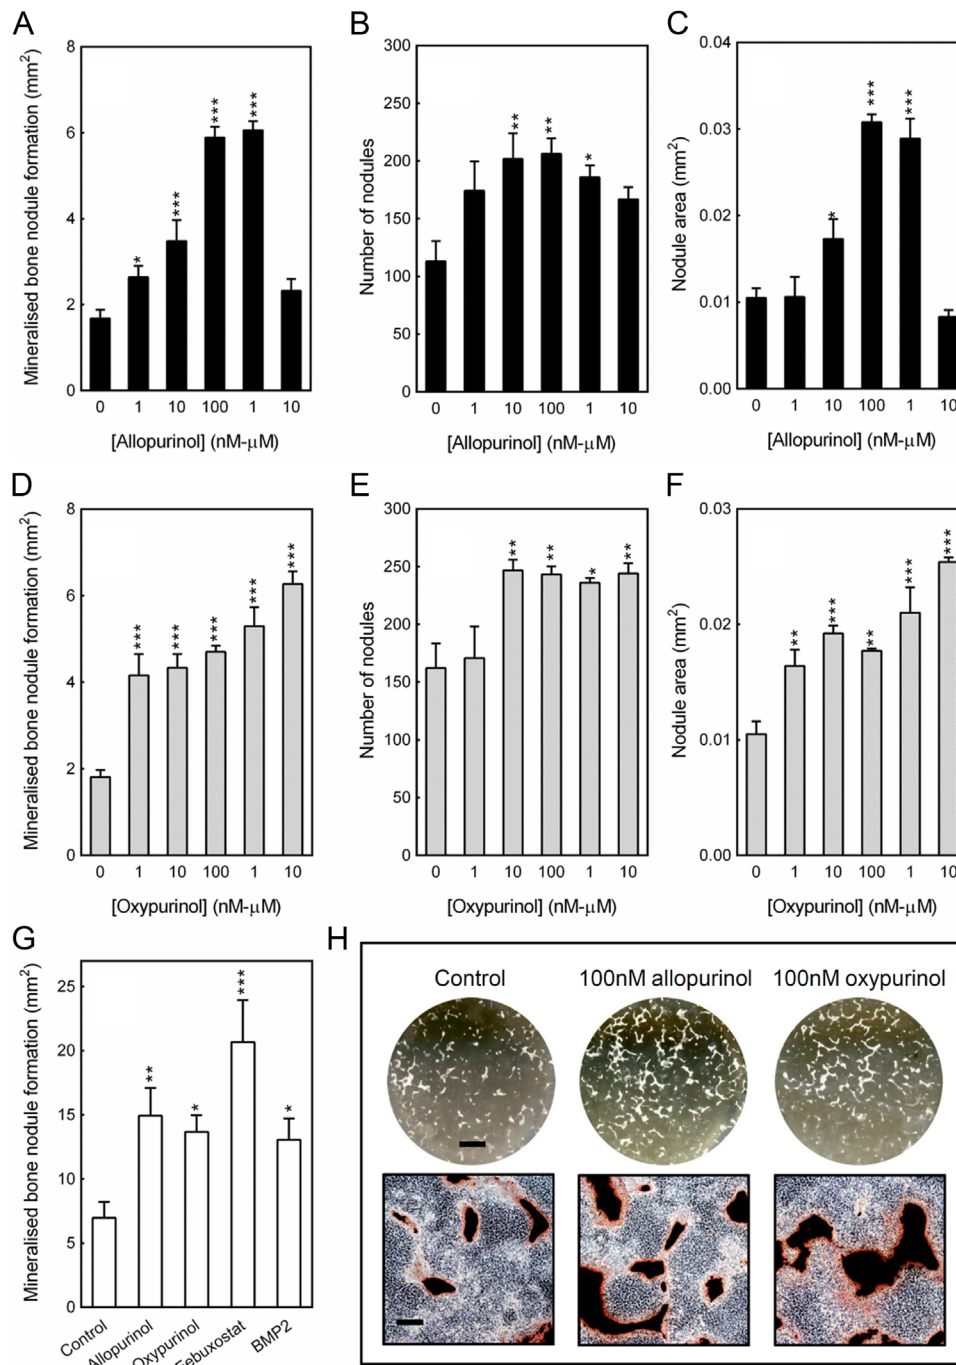 A
Mineralised bone nodule formation (mm²)
8
6
4
2
0
*
***
***
***
0 1 10 100 1 10
[Allopurinol] (nM-μM)
B
Number of nodules
300
250
200
150
100
50
0
**
**
*
0 1 10 100 1 10
[Allopurinol] (nM-μM)
C
Nodule area (mm²)
0.04
0.03
0.02
0.01
0.00
*
***
***
0 1 10 100 1 10
[Allopurinol] (nM-μM)
D
Mineralised bone nodule formation (mm²)
8
6
4
2
0
***
***
***
***
***
0 1 10 100 1 10
[Oxypurinol] (nM-μM)
E
Number of nodules
300
250
200
150
100
50
0
**
**
*
**
0 1 10 100 1 10
[Oxypurinol] (nM-μM)
F
Nodule area (mm²)
0.03
0.02
0.01
0.00
**
***
**
***
***
0 1 10 100 1 10
[Oxypurinol] (nM-μM)
G
Mineralised bone nodule formation (mm²)
25
20
15
10
5
0
**
*
***
*
Control
Allopurinol
Oxypurinol
Febuxostat
BMP2
H
Control
100nM allopurinol
100nM oxypurinol